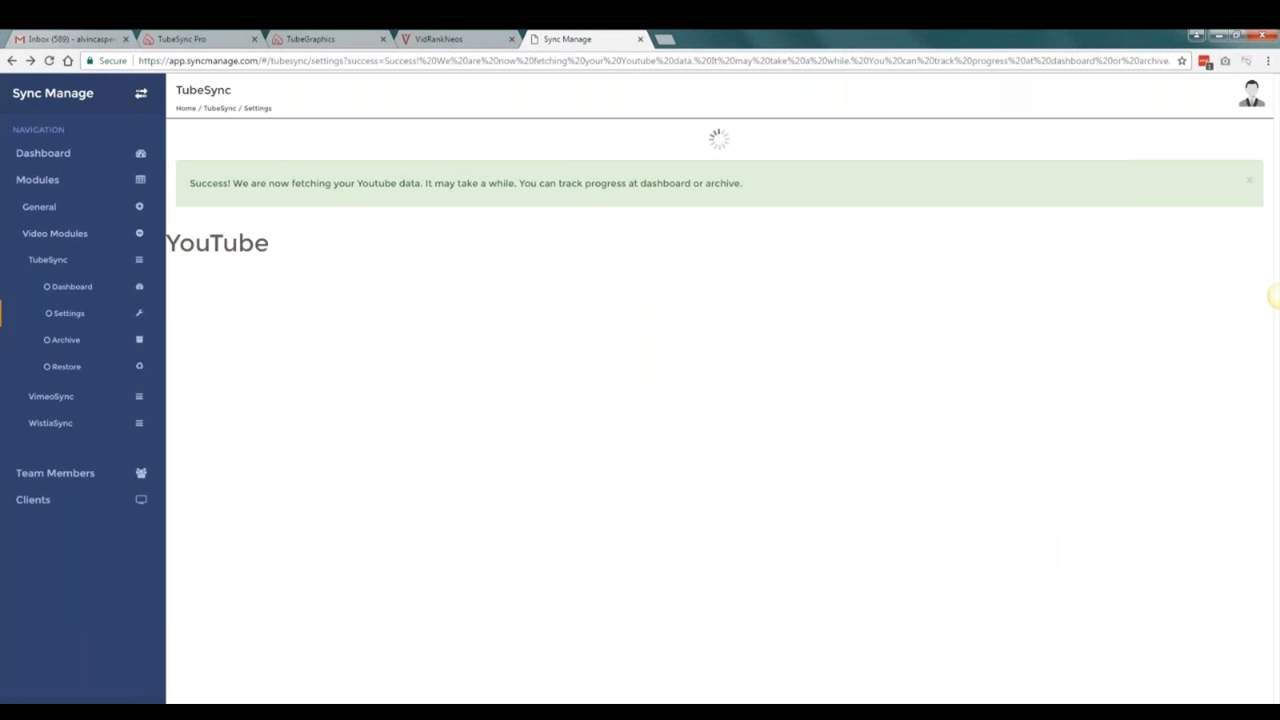 Inbox (589) - alvincaspe
TubeSync Pro
TubeGraphics
VidRankNeos
Sync Manage
Secure
https://app.syncmanage.com/#/tubesync/settings?success=Success!%20We%20are%20now%20fetching%20your%20Youtube%20data.%20It%20may%20take%20a%20while.%20You%20can%20track%20progress%20at%20dashboard%20or%20archive.
Sync Manage
TubeSync
Home / TubeSync / Settings
NAVIGATION
Dashboard
Modules
General
Video Modules
TubeSync
Dashboard
Settings
Archive
Restore
VimeoSync
WistiaSync
Team Members
Clients
Success! We are now fetching your Youtube data. It may take a while. You can track progress at dashboard or archive.
YouTube